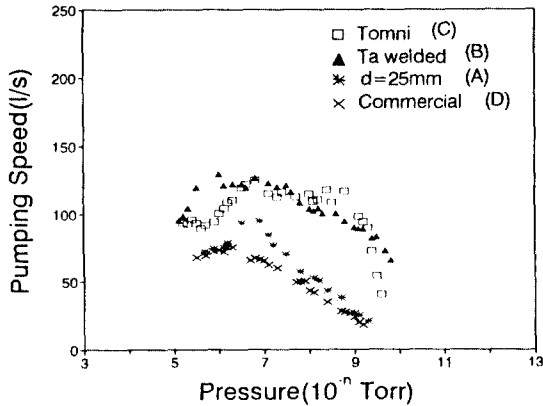 250
200
150
100
50
0
Pumping Speed(l/s)
□ Tomni (C)
▲ Ta welded (B)
✳ d=25mm (A)
× Commercial (D)
3 5 7 9 11 13
Pressure(10⁻ⁿ Torr)